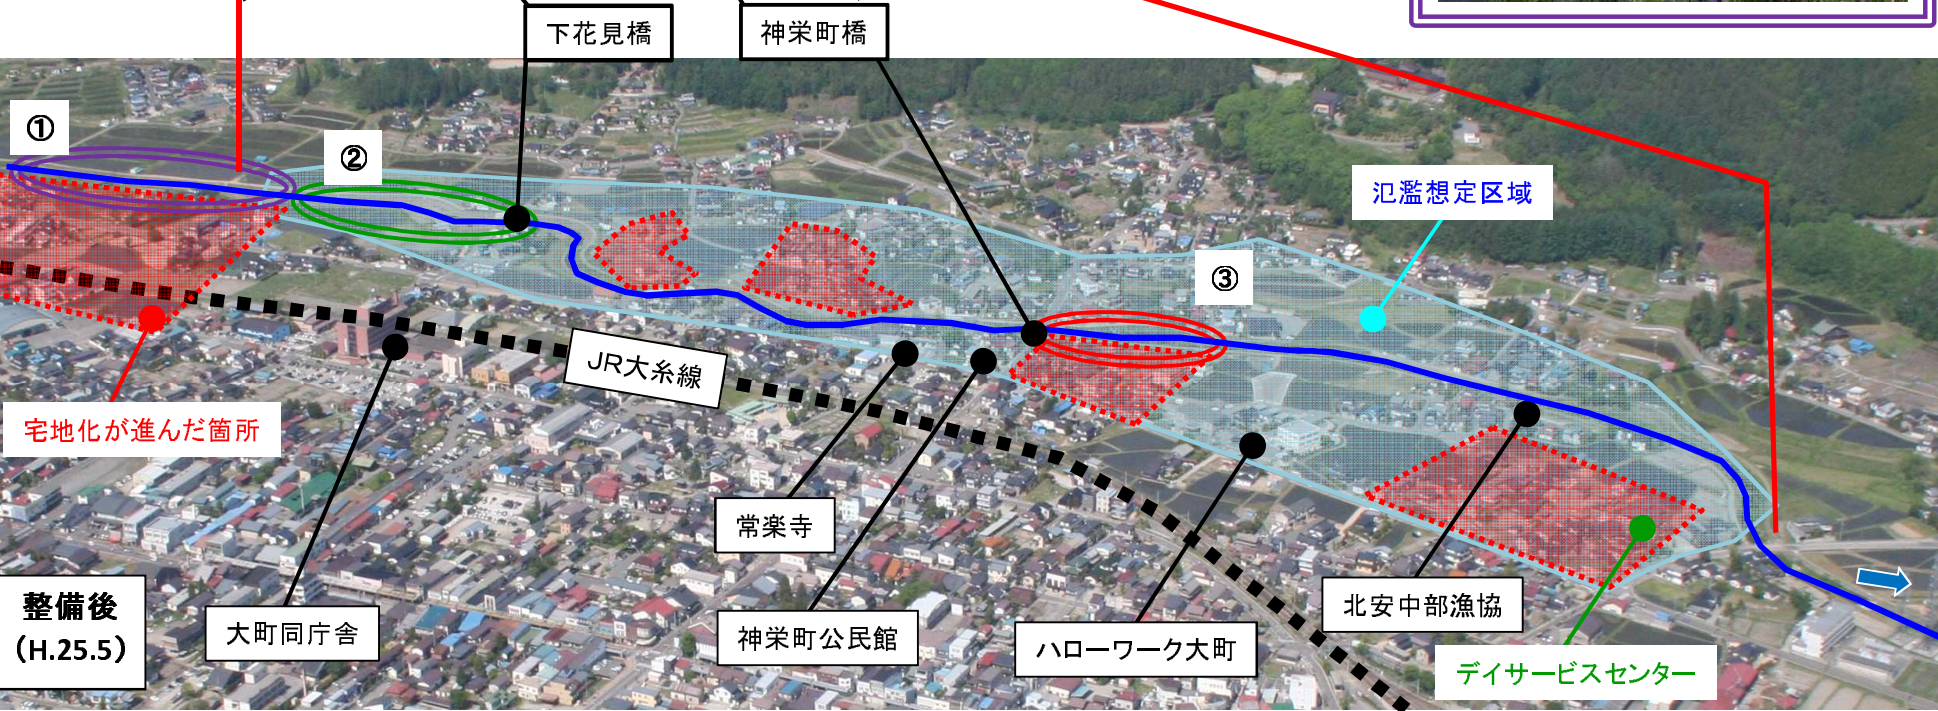 下花見橋
神栄町橋
①
②
氾濫想定区域
③
JR大糸線
宅地化が進んだ箇所
常楽寺
整備後
（H.25.5）
大町同庁舎
神栄町公民館
ハローワーク大町
北安中部漁協
デイサービスセンター